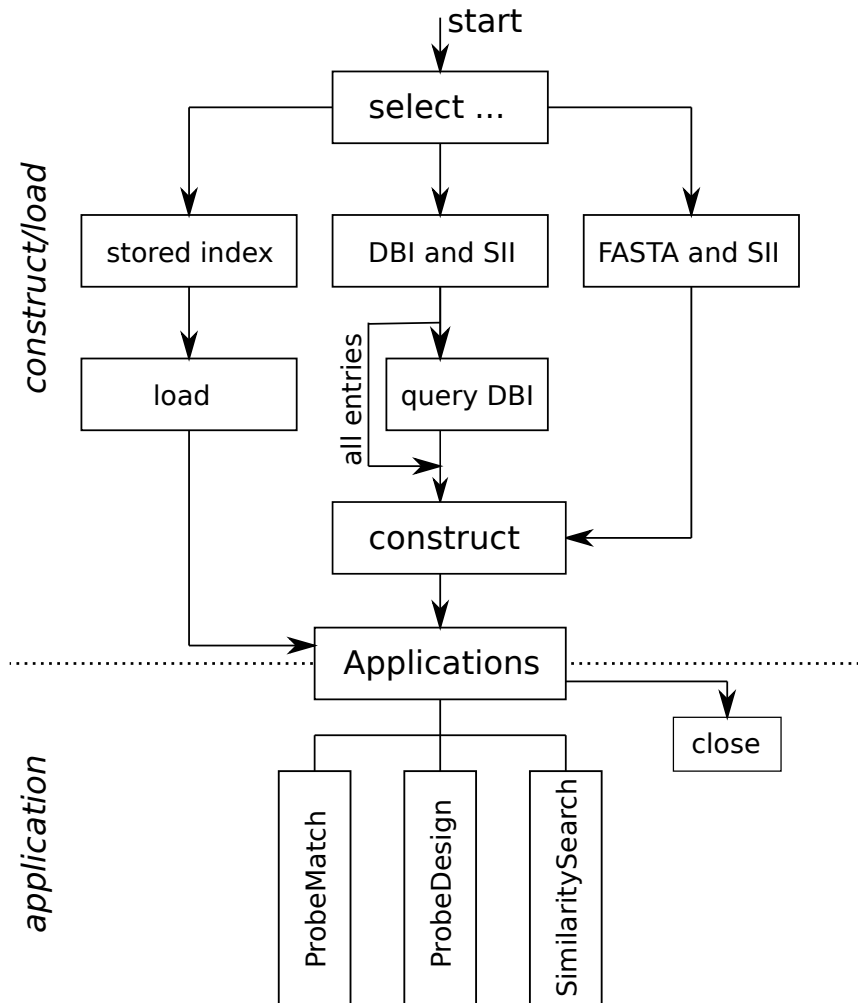 start
select ...
construct/load
stored index
DBI and SII
FASTA and SII
all entries
load
query DBI
construct
Applications
close
application
ProbeMatch
ProbeDesign
SimilaritySearch